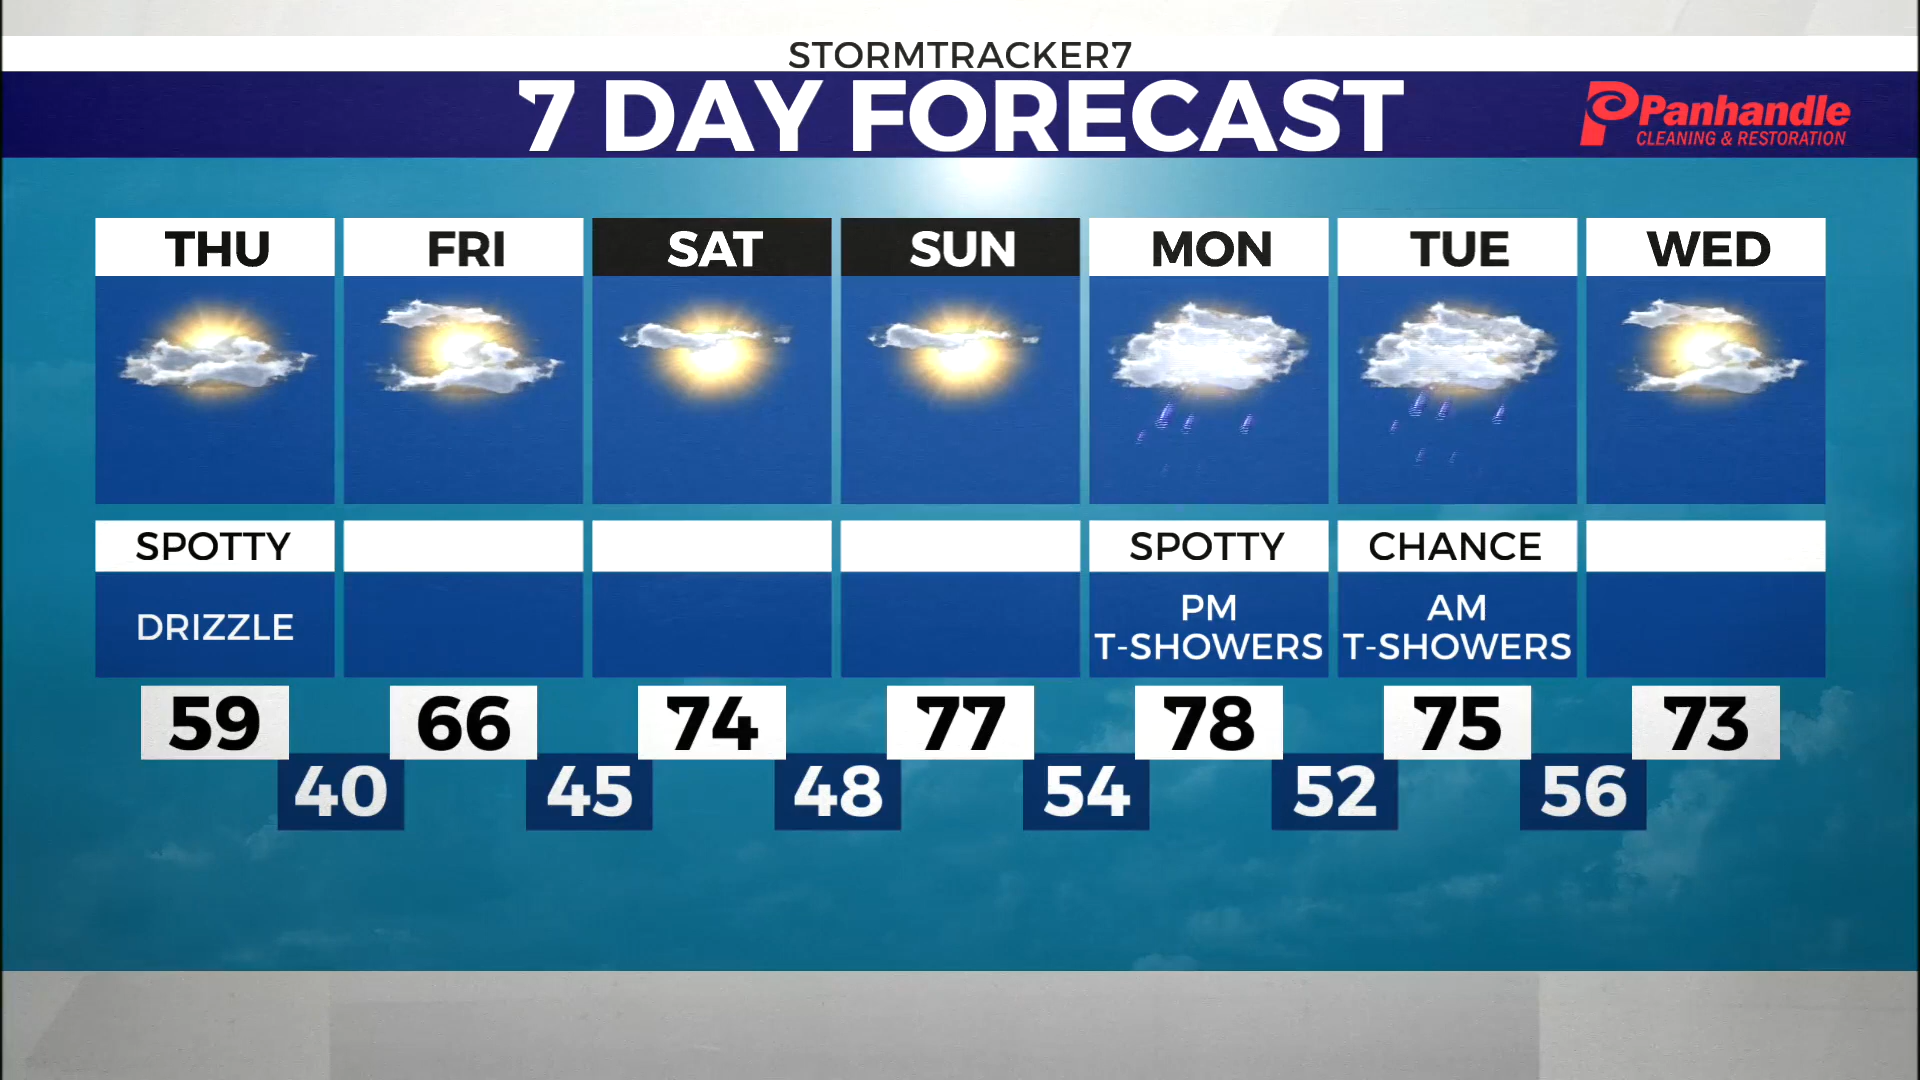 STORMTRACKER7
7 DAY FORECAST
Panhandle
CLEANING & RESTORATION
THU FRI SAT SUN MON TUE WED
SPOTTY SPOTTY CHANCE
DRIZZLE PM T-SHOWERS AM T-SHOWERS
59 66 74 77 78 75 73
40 45 48 54 52 56